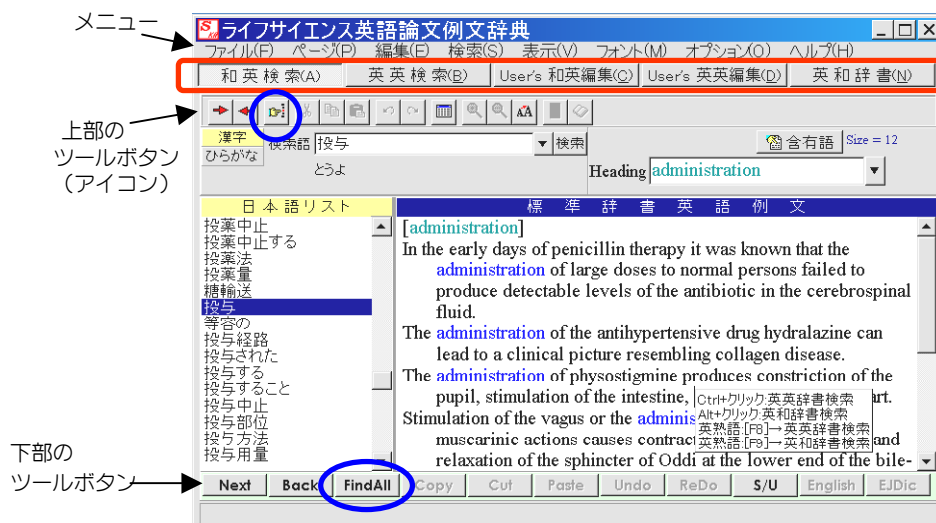 メニュー
上部の
ツールボタン
(アイコン)
下部の
ツールボタン
ライフサイエンス英語論文例文辞典
ファイル(F) ページ(P) 編集(E) 検索(S) 表示(V) フォント(M) オプション(O) ヘルプ(H)
和英検索(A) 英英検索(B) User's 和英編集(C) User's 英英編集(D) 英和辞書(N)
漢字
ひらがな
検索語 投与 検索 含有語 Size = 12
とうよ
Heading administration
日本語リスト
投薬中止
投薬中止する
投薬法
投薬量
糖輸送
投与
等容の
投与経路
投与された
投与する
投与すること
投与中止
投与部位
投与方法
投与用量
標準辞書英語例文
[administration]
In the early days of penicillin therapy it was known that the
administration of large doses to normal persons failed to
produce detectable levels of the antibiotic in the cerebrospinal
fluid.
The administration of the antihypertensive drug hydralazine can
lead to a clinical picture resembling collagen disease.
The administration of physostigmine produces constriction of the
pupil, stimulation of the intestine,
Stimulation of the vagus or the
muscarinic actions causes and
relaxation of the sphincter of Oddi at the lower end of the bile-
Ctrl+クリック:英英辞書検索
Alt+クリック:英和辞書検索
英熟語:[F8]→英英辞書検索
英熟語:[F9]→英和辞書検索
Next Back FindAll Copy Cut Paste Undo ReDo S/U English EJDic